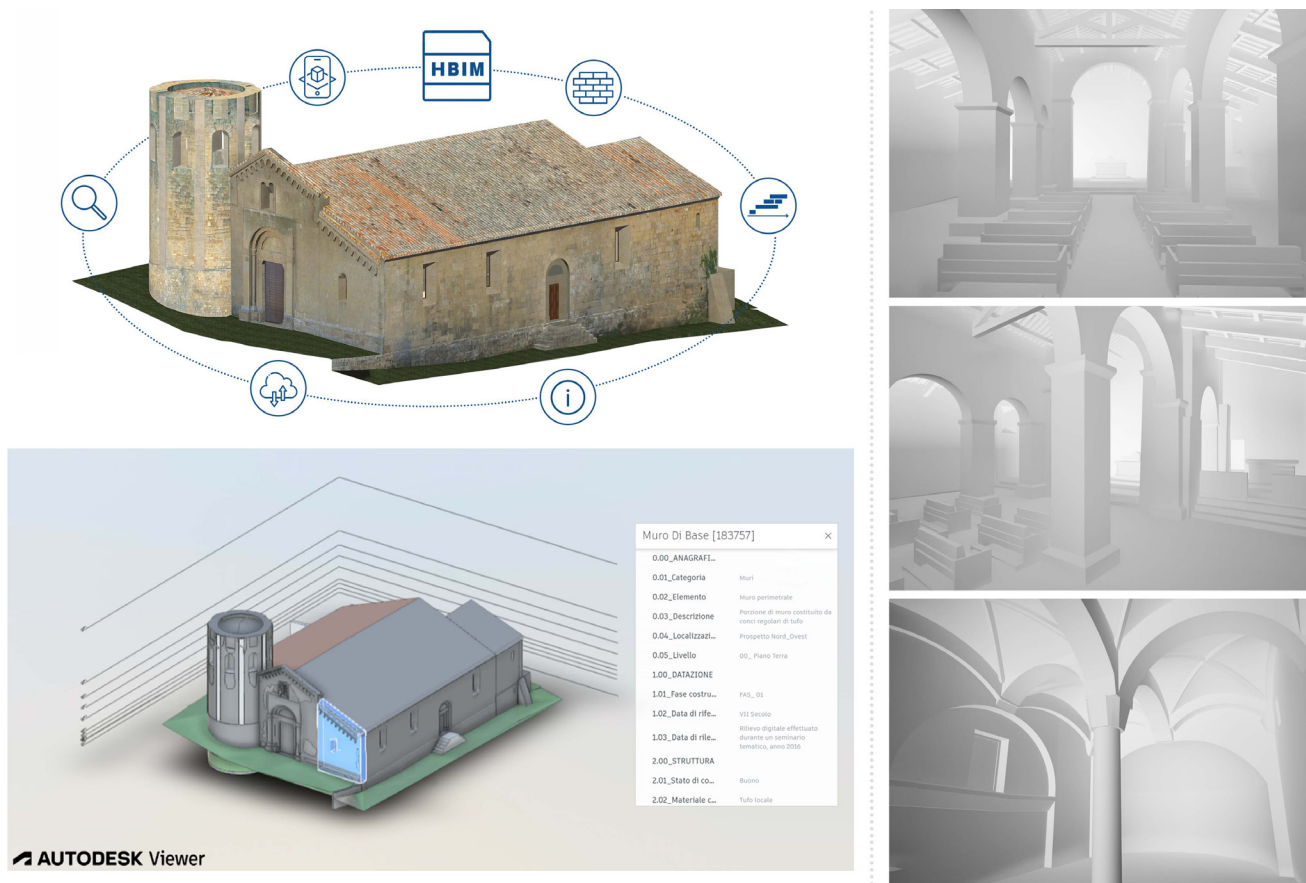 HBIM
i
Muro Di Base [183757] ×
0.00_ANAGRAFI...
0.01_Categoria Muri
0.02_Elemento Muro perimetrale
0.03_Descrizione Porzione di muro costituito da
conci regolari di tufo
0.04_Localizzazi... Prospetto Nord_Ovest
0.05_Livello 00_ Piano Terra
1.00_DATAZIONE
1.01_Fase costru... FAS_ 01
1.02_Data di rife... VII Secolo
1.03_Data di rile... Rilievo digitale effettuato
durante un seminario
tematico, anno 2016
2.00_STRUTTURA
2.01_Stato di co... Buono
2.02_Materiale c... Tufo locale
AUTODESK Viewer